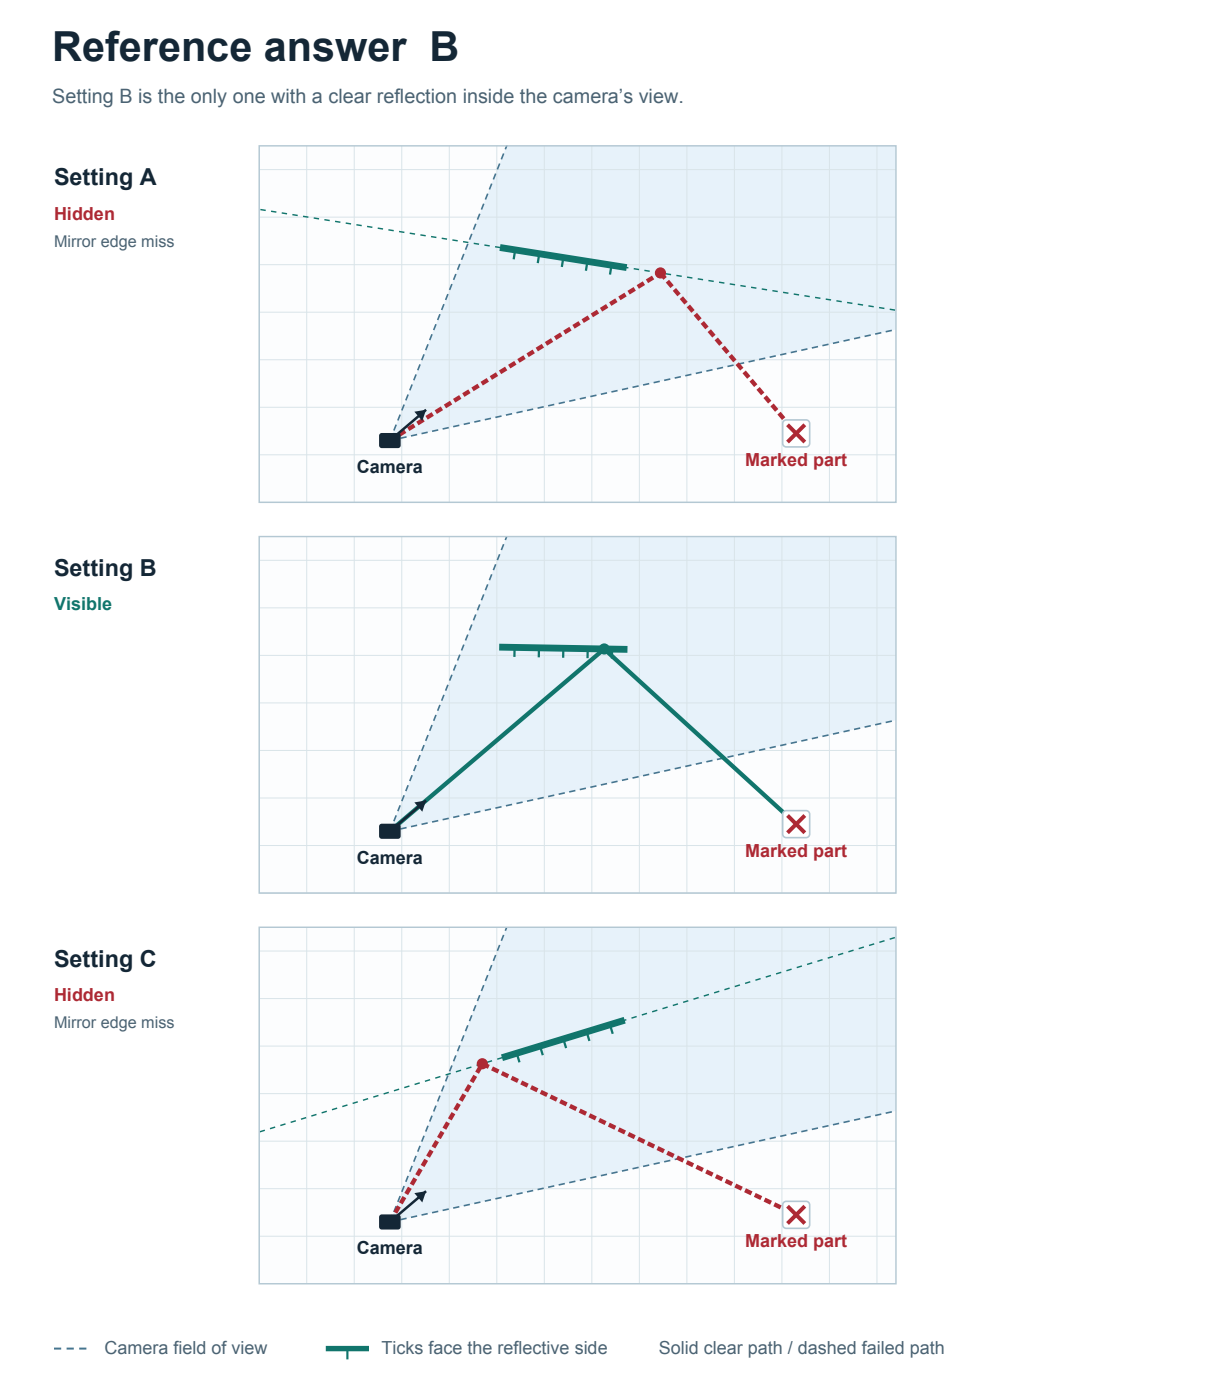 Reference answer B
Setting B is the only one with a clear reflection inside the camera’s view.
Setting A
Hidden
Mirror edge miss
Camera
Marked part
Setting B
Visible
Camera
Marked part
Setting C
Hidden
Mirror edge miss
Camera
Marked part
Camera field of view
Ticks face the reflective side
Solid clear path / dashed failed path